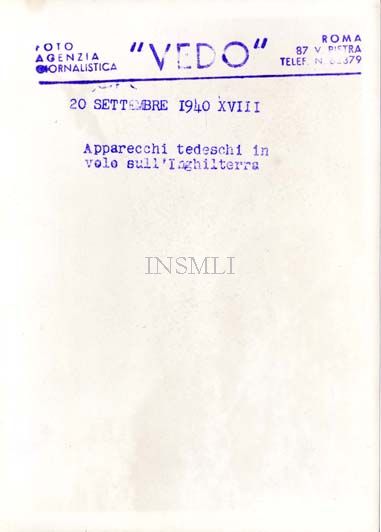 FOTO
AGENZIA
GIORNALISTICA
"VEDO"
ROMA
87 V. PIETRA
TELEF. N.
20 SETTEMBRE 1940 XVIII
Apparecchi tedeschi in
volo sull'Inghilterra
INSMLI